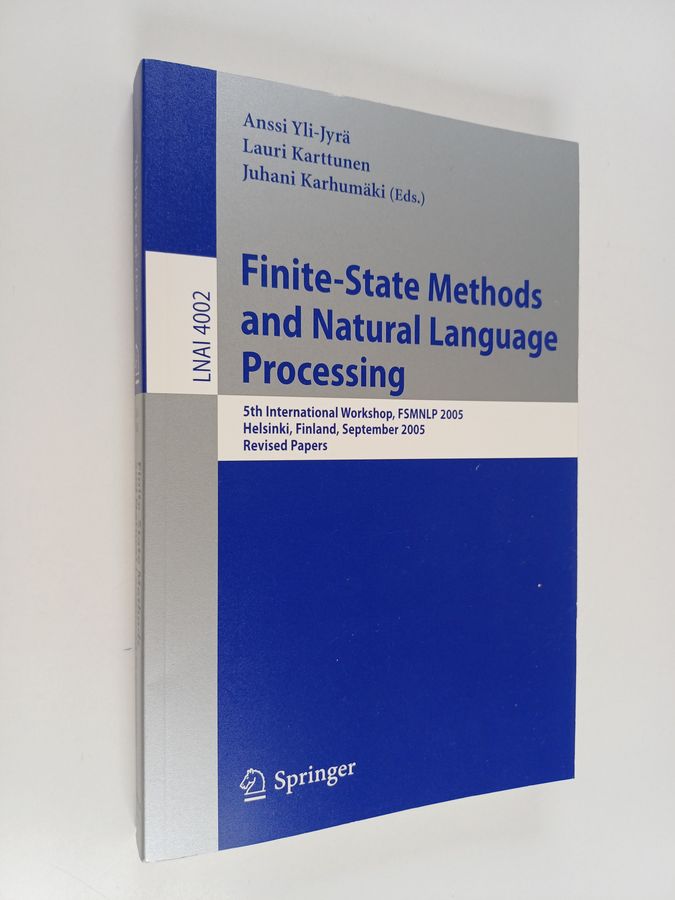 Anssi Yli-Jyrä
Lauri Karttunen
Juhani Karhumäki (Eds.)
LNAI 4002
Finite-State Methods
and Natural Language
Processing
5th International Workshop, FSMNLP 2005
Helsinki, Finland, September 2005
Revised Papers
Springer